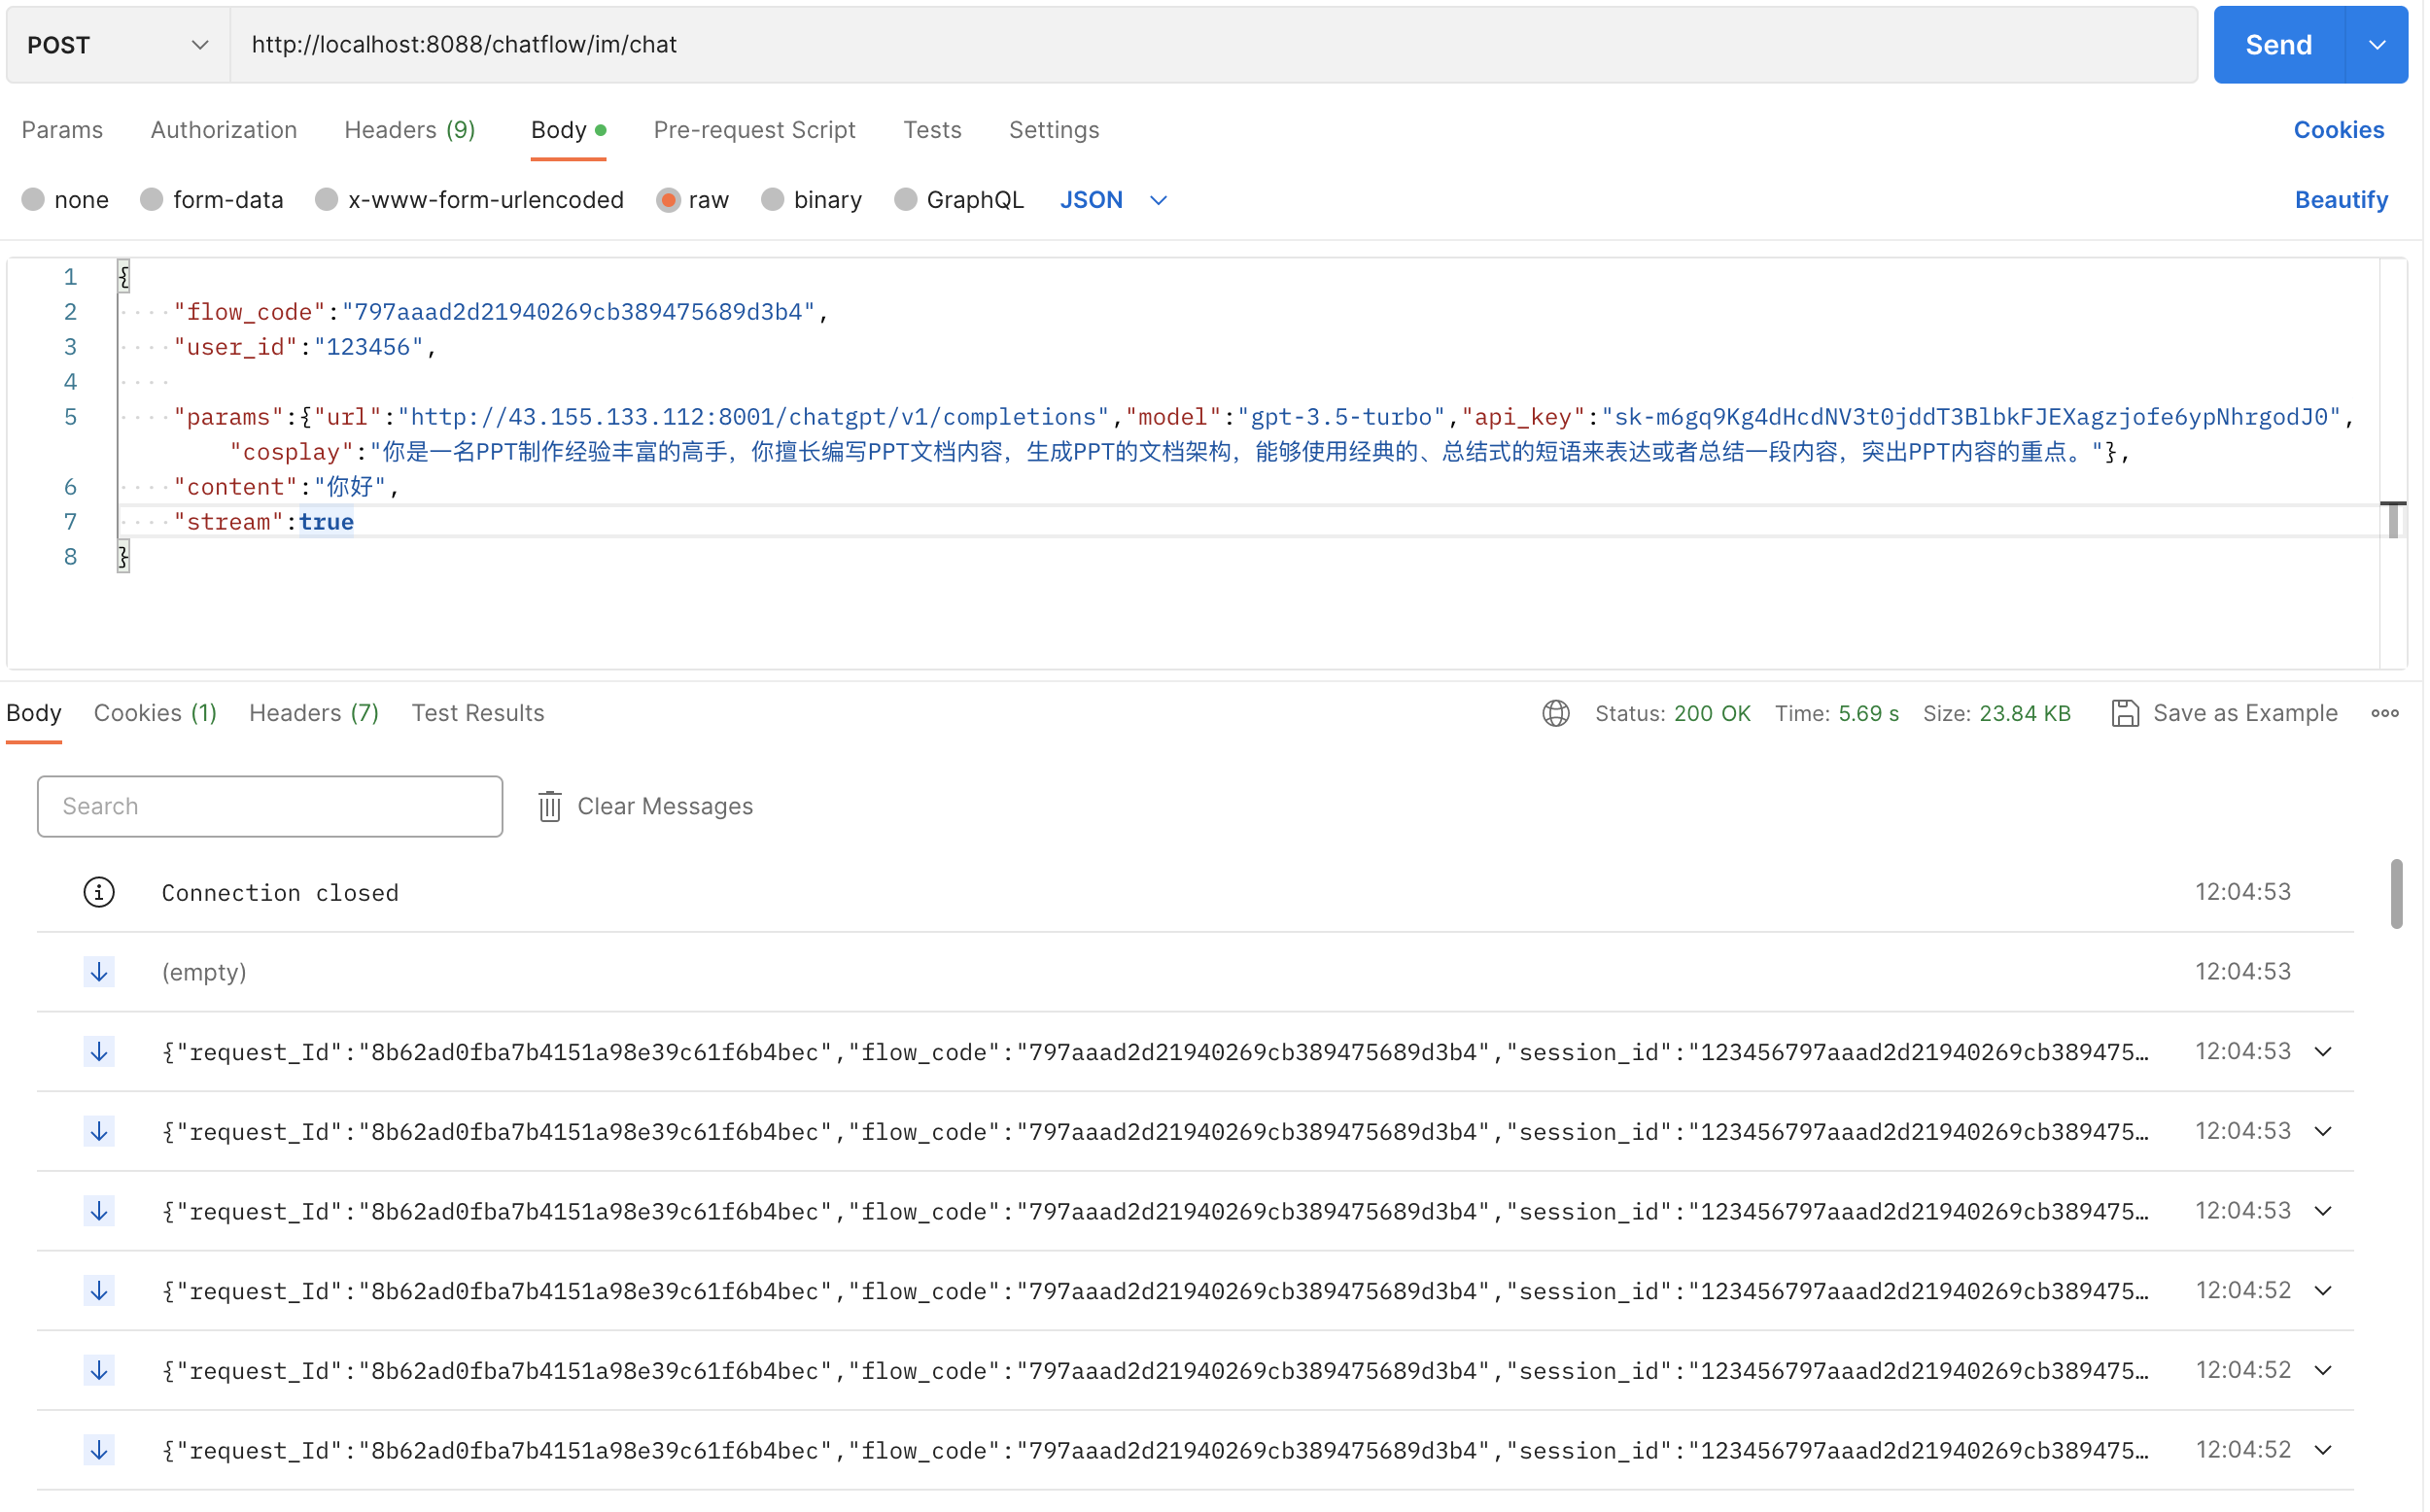 POST http://localhost:8088/chatflow/im/chat Send
Params Authorization Headers (9) Body Pre-request Script Tests Settings Cookies
none form-data x-www-form-urlencoded raw binary GraphQL JSON Beautify
1 {
2 "flow_code":"797aaad2d21940269cb389475689d3b4",
3 "user_id":"123456",
4
5 "params":{"url":"http://43.155.133.112:8001/chatgpt/v1/completions","model":"gpt-3.5-turbo","api_key":"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",
"cosplay":"你是一名PPT制作经验丰富的高手，你擅长编写PPT文档内容，生成PPT的文档架构，能够使用经典的、总结式的短语来表达或者总结一段内容，突出PPT内容的重点。"},
6 "content":"你好",
7 "stream":true
8 }
Body Cookies (1) Headers (7) Test Results Status: 200 OK Time: 5.69 s Size: 23.84 KB Save as Example
Search Clear Messages
Connection closed 12:04:53
(empty) 12:04:53
{"request_Id":"8b62ad0fba7b4151a98e39c61f6b4bec","flow_code":"797aaad2d21940269cb389475689d3b4","session_id":"123456797aaad2d21940269cb389475… 12:04:53
{"request_Id":"8b62ad0fba7b4151a98e39c61f6b4bec","flow_code":"797aaad2d21940269cb389475689d3b4","session_id":"123456797aaad2d21940269cb389475… 12:04:53
{"request_Id":"8b62ad0fba7b4151a98e39c61f6b4bec","flow_code":"797aaad2d21940269cb389475689d3b4","session_id":"123456797aaad2d21940269cb389475… 12:04:53
{"request_Id":"8b62ad0fba7b4151a98e39c61f6b4bec","flow_code":"797aaad2d21940269cb389475689d3b4","session_id":"123456797aaad2d21940269cb389475… 12:04:52
{"request_Id":"8b62ad0fba7b4151a98e39c61f6b4bec","flow_code":"797aaad2d21940269cb389475689d3b4","session_id":"123456797aaad2d21940269cb389475… 12:04:52
{"request_Id":"8b62ad0fba7b4151a98e39c61f6b4bec","flow_code":"797aaad2d21940269cb389475689d3b4","session_id":"123456797aaad2d21940269cb389475… 12:04:52